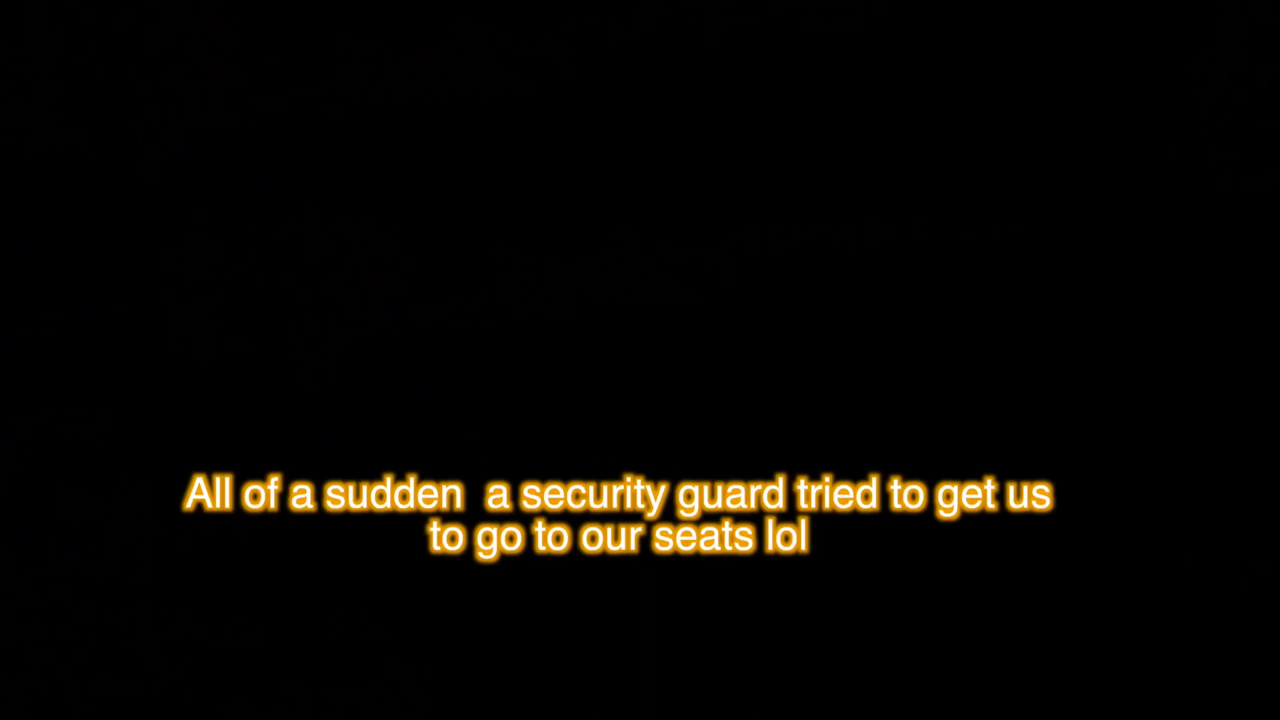 All of a sudden  a security guard tried to get us
to go to our seats lol